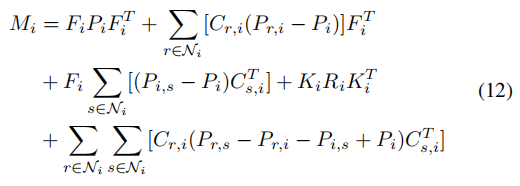 M_i = F_i P_i F_i^T + \sum_{r \in \mathcal{N}_i} [C_{r,i}(P_{r,i} - P_i)] F_i^T
+ F_i \sum_{s \in \mathcal{N}_i} [(P_{i,s} - P_i) C_{s,i}^T] + K_i R_i K_i^T (12)
+ \sum_{r \in \mathcal{N}_i} \sum_{s \in \mathcal{N}_i} [C_{r,i}(P_{r,s} - P_{r,i} - P_{i,s} + P_i) C_{s,i}^T]